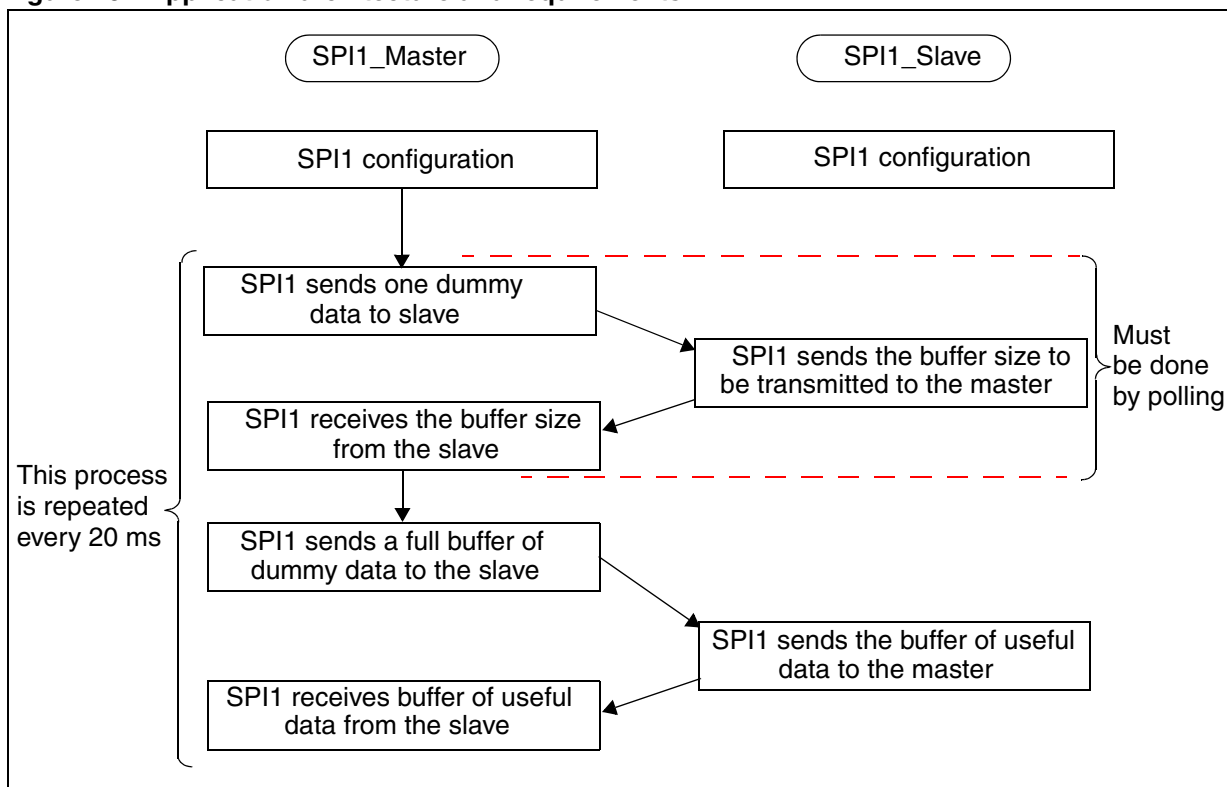 SPI1_Master
SPI1_Slave
SPI1 configuration
SPI1 configuration
SPI1 sends one dummy
data to slave
SPI1 sends the buffer size to
be transmitted to the master
Must
be done
by polling
SPI1 receives the buffer size
from the slave
This process
is repeated
every 20 ms
SPI1 sends a full buffer of
dummy data to the slave
SPI1 sends the buffer of useful
data to the master
SPI1 receives buffer of useful
data from the slave